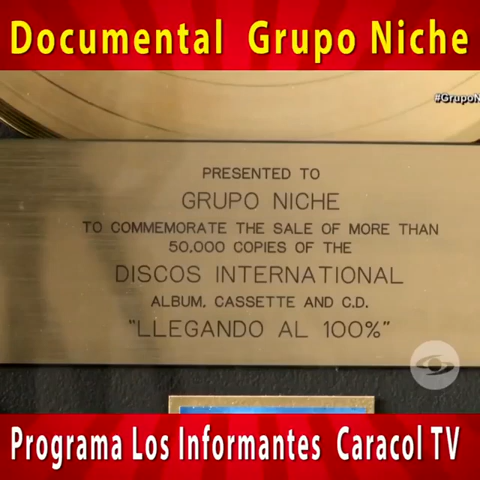 Documental Grupo Niche
#GrupoN
PRESENTED TO
GRUPO NICHE
TO COMMEMORATE THE SALE OF MORE THAN
50.000 COPIES OF THE
DISCOS INTERNATIONAL
ALBUM, CASSETTE AND C.D.
"LLEGANDO AL 100%"
Programa Los Informantes Caracol TV